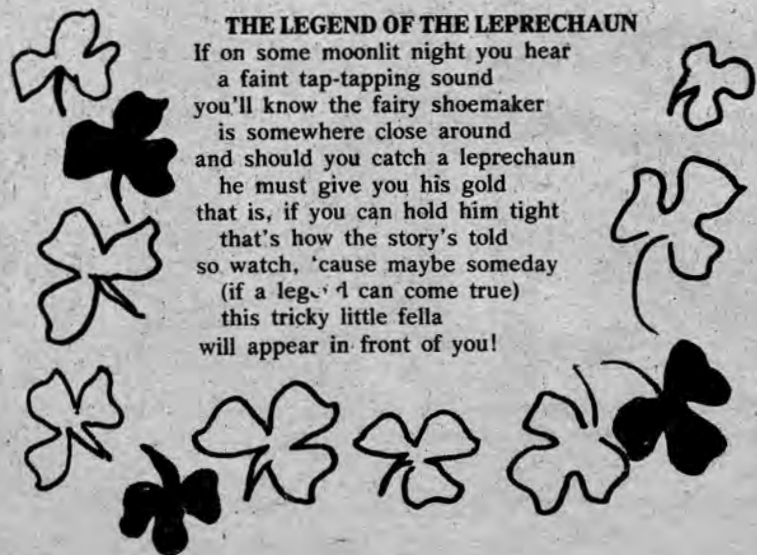 THE LEGEND OF THE LEPRECHAUN
If on some moonlit night you hear
a faint tap-tapping sound
you'll know the fairy shoemaker
is somewhere close around
and should you catch a leprechaun
he must give you his gold
that is, if you can hold him tight
that's how the story's told
so watch, 'cause maybe someday
(if a legend can come true)
this tricky little fella
will appear in front of you!